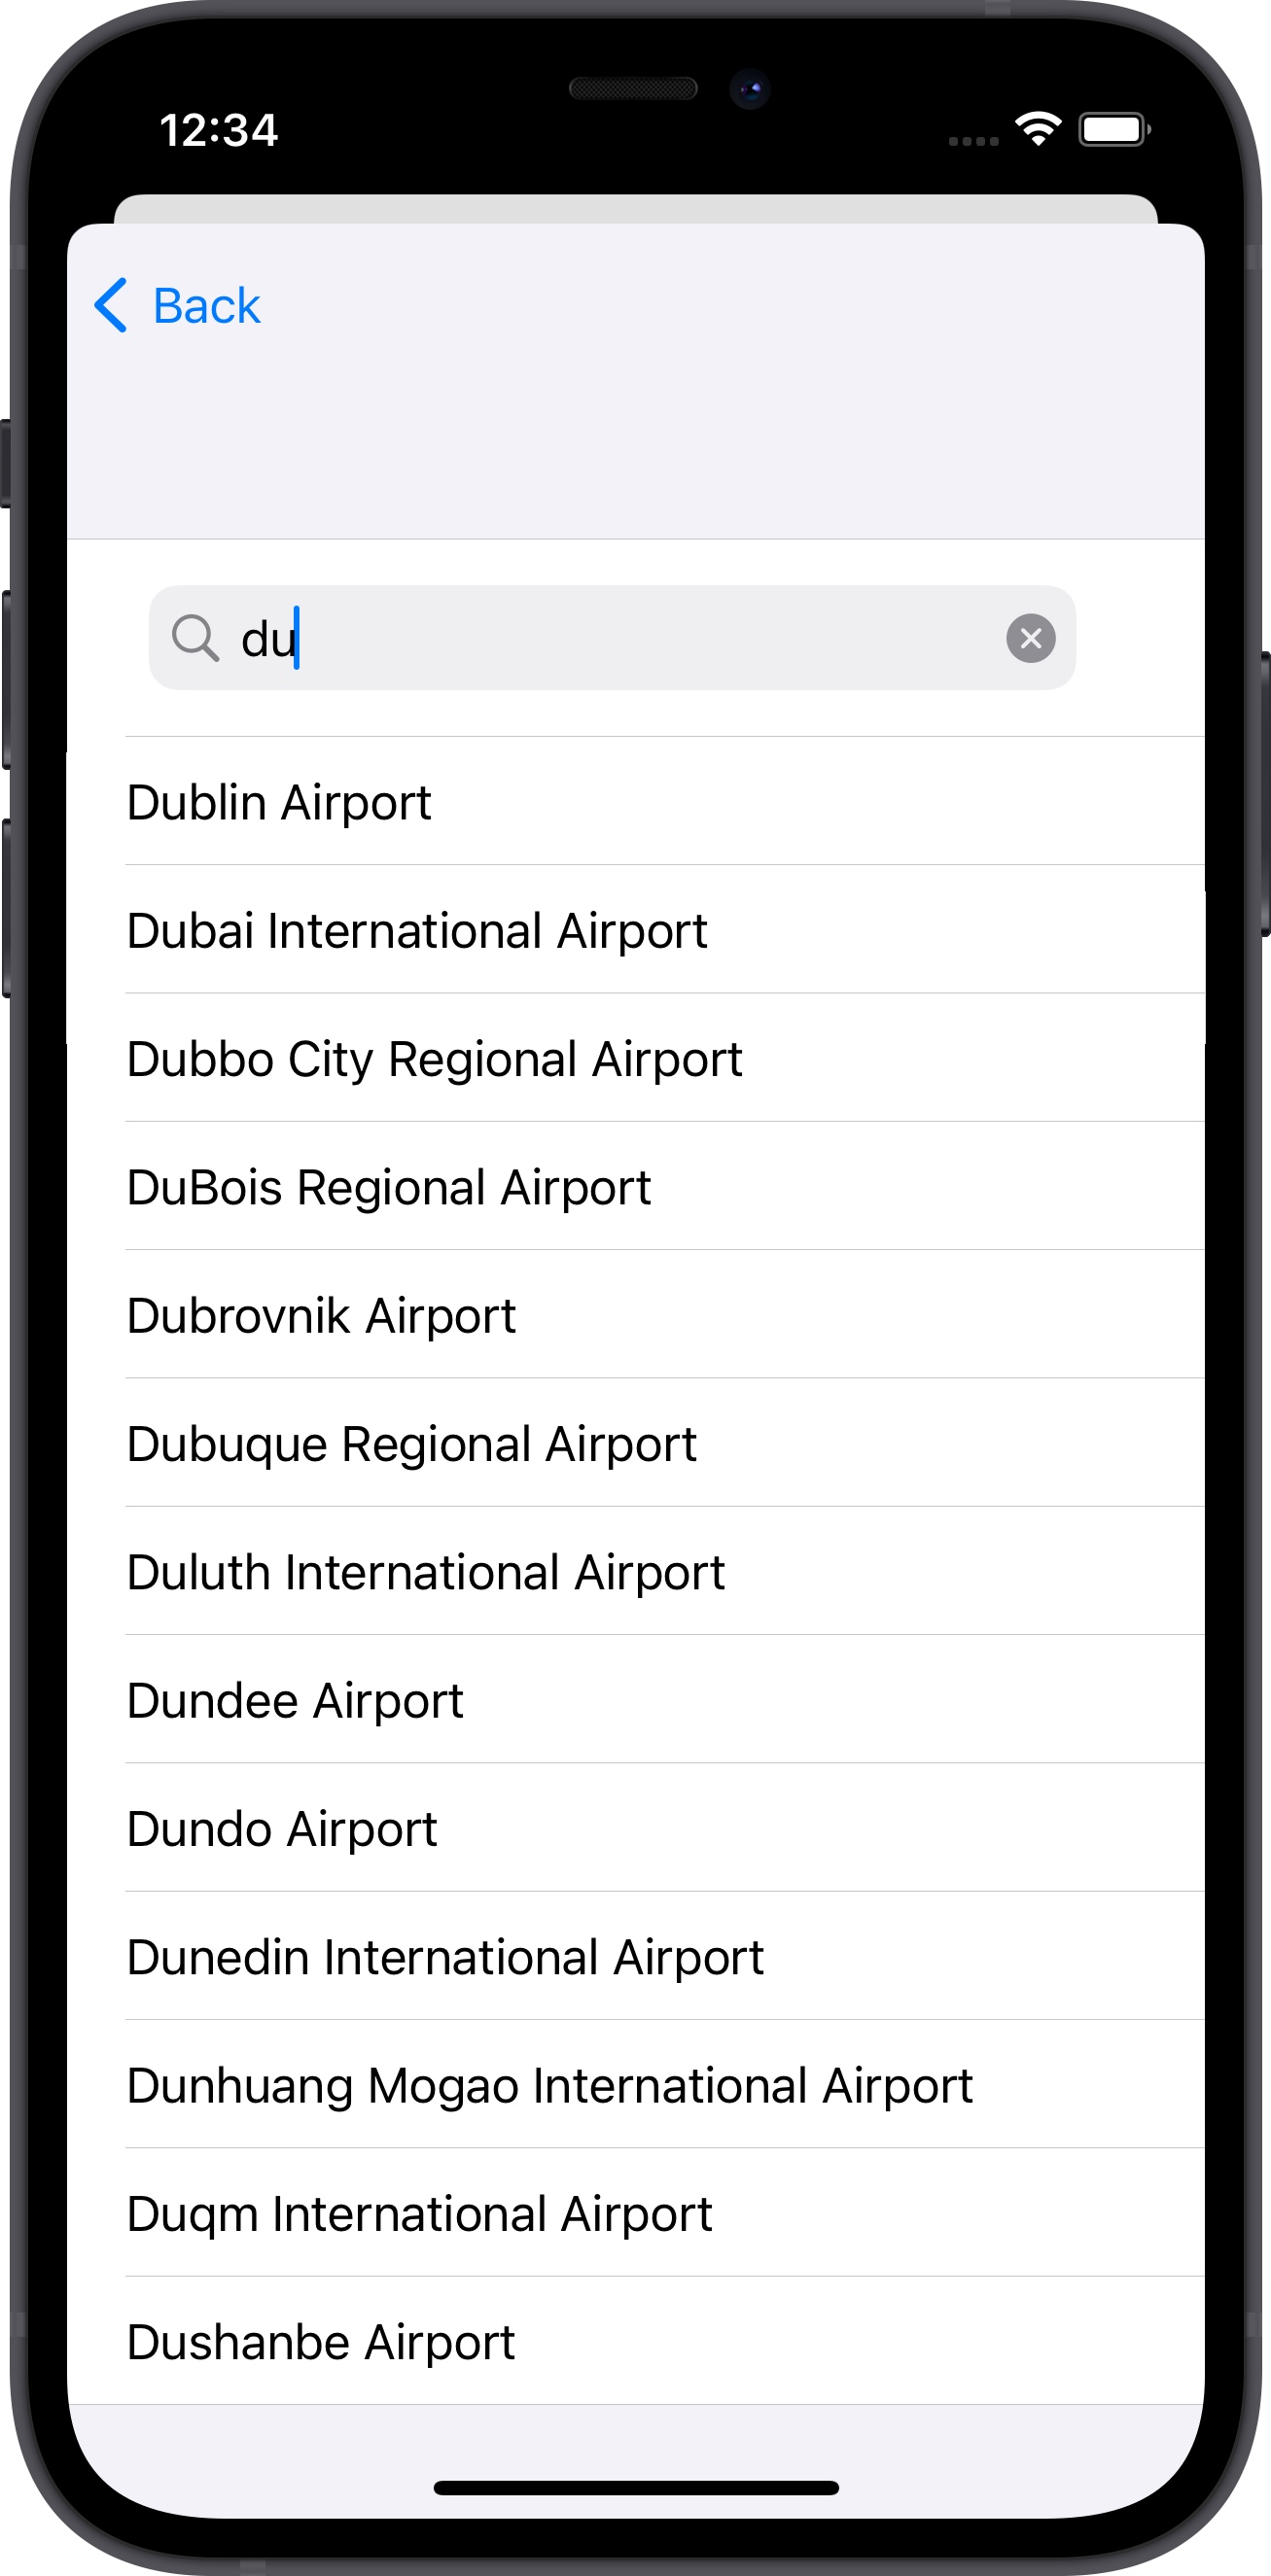 12:34
Back
du
Dublin Airport
Dubai International Airport
Dubbo City Regional Airport
DuBois Regional Airport
Dubrovnik Airport
Dubuque Regional Airport
Duluth International Airport
Dundee Airport
Dundo Airport
Dunedin International Airport
Dunhuang Mogao International Airport
Duqm International Airport
Dushanbe Airport